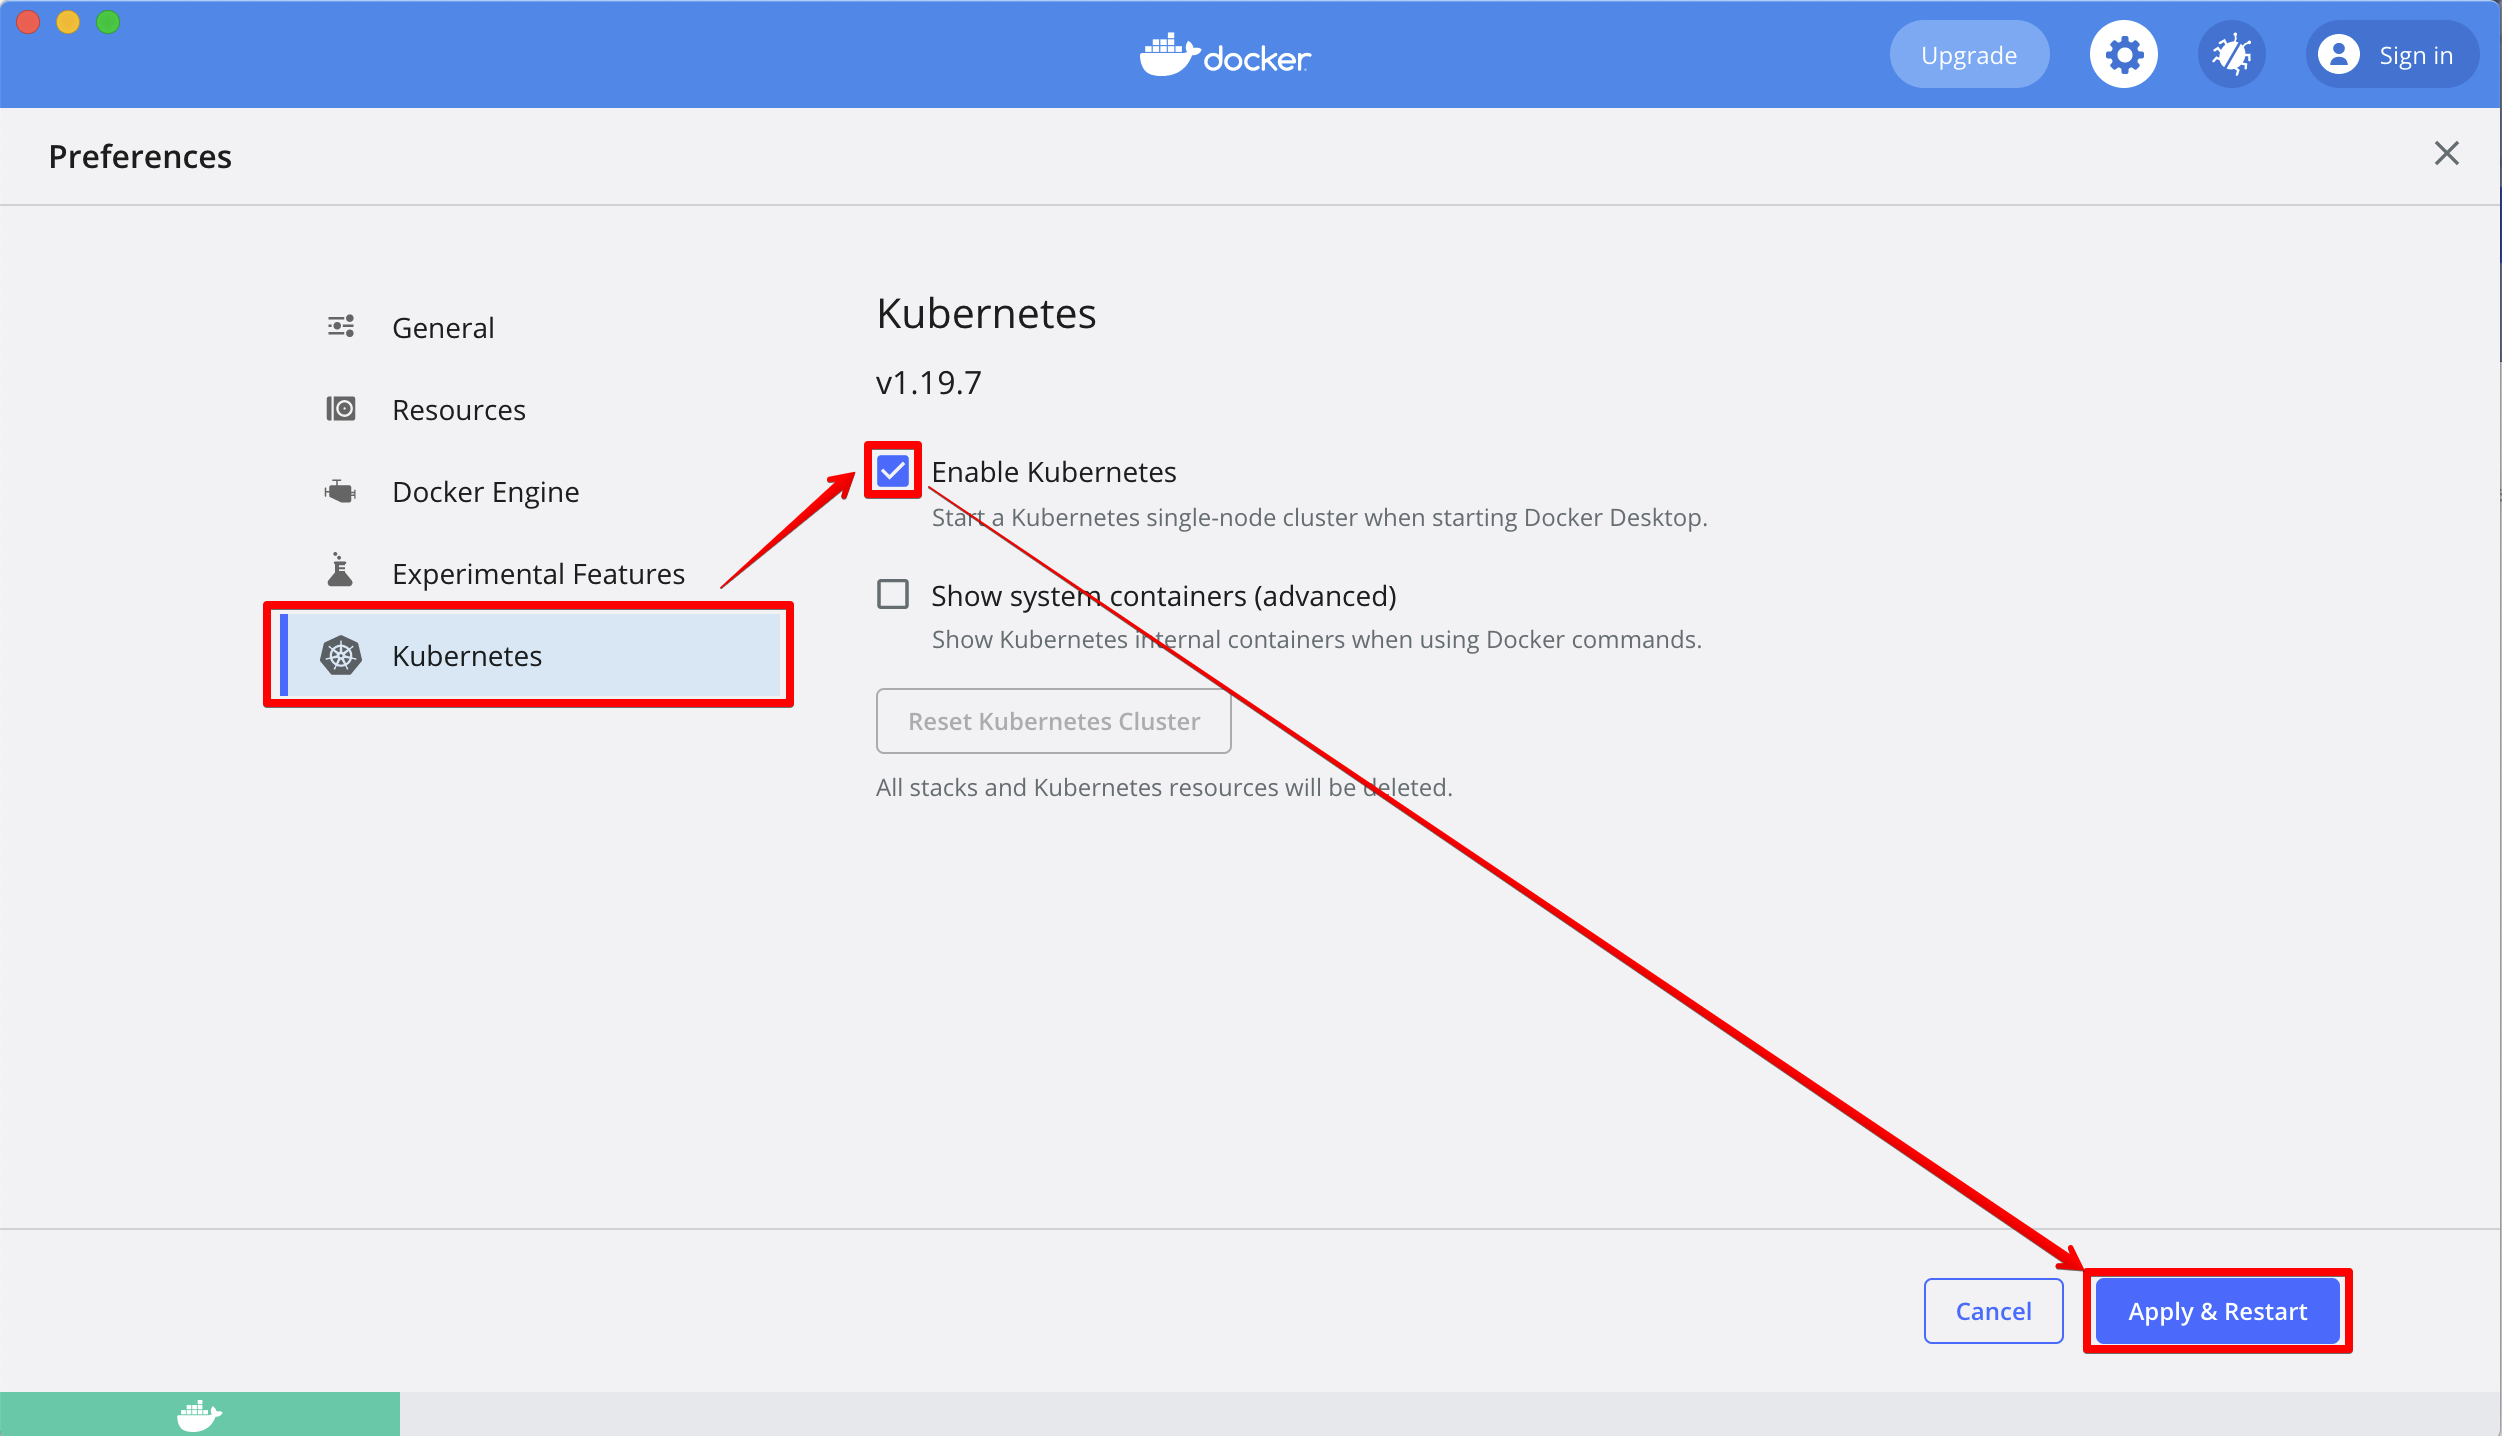 docker
Upgrade
Sign in
Preferences
General
Resources
Docker Engine
Experimental Features
Kubernetes
Kubernetes
v1.19.7
Enable Kubernetes
Start a Kubernetes single-node cluster when starting Docker Desktop.
Show system containers (advanced)
Show Kubernetes internal containers when using Docker commands.
Reset Kubernetes Cluster
All stacks and Kubernetes resources will be deleted.
Cancel
Apply & Restart